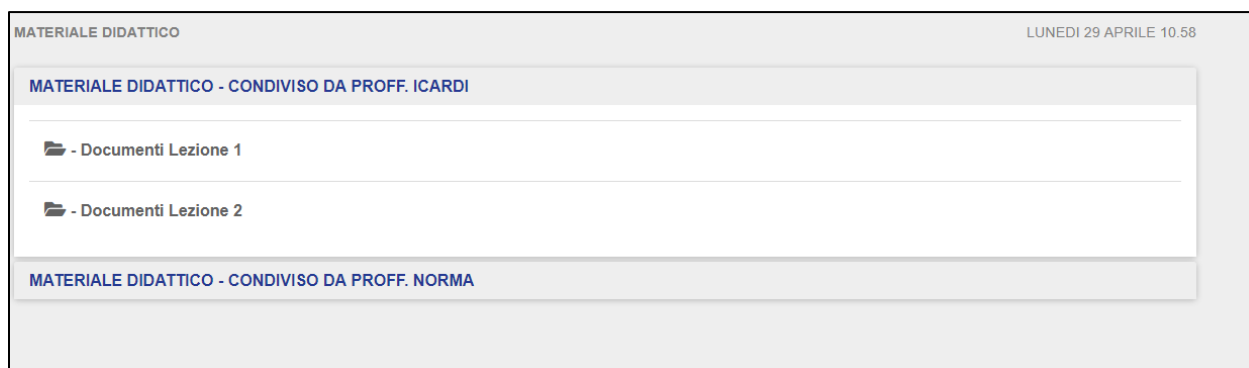 MATERIALE DIDATTICO
LUNEDI 29 APRILE 10.58
MATERIALE DIDATTICO - CONDIVISO DA PROFF. ICARDI
- Documenti Lezione 1
- Documenti Lezione 2
MATERIALE DIDATTICO - CONDIVISO DA PROFF. NORMA